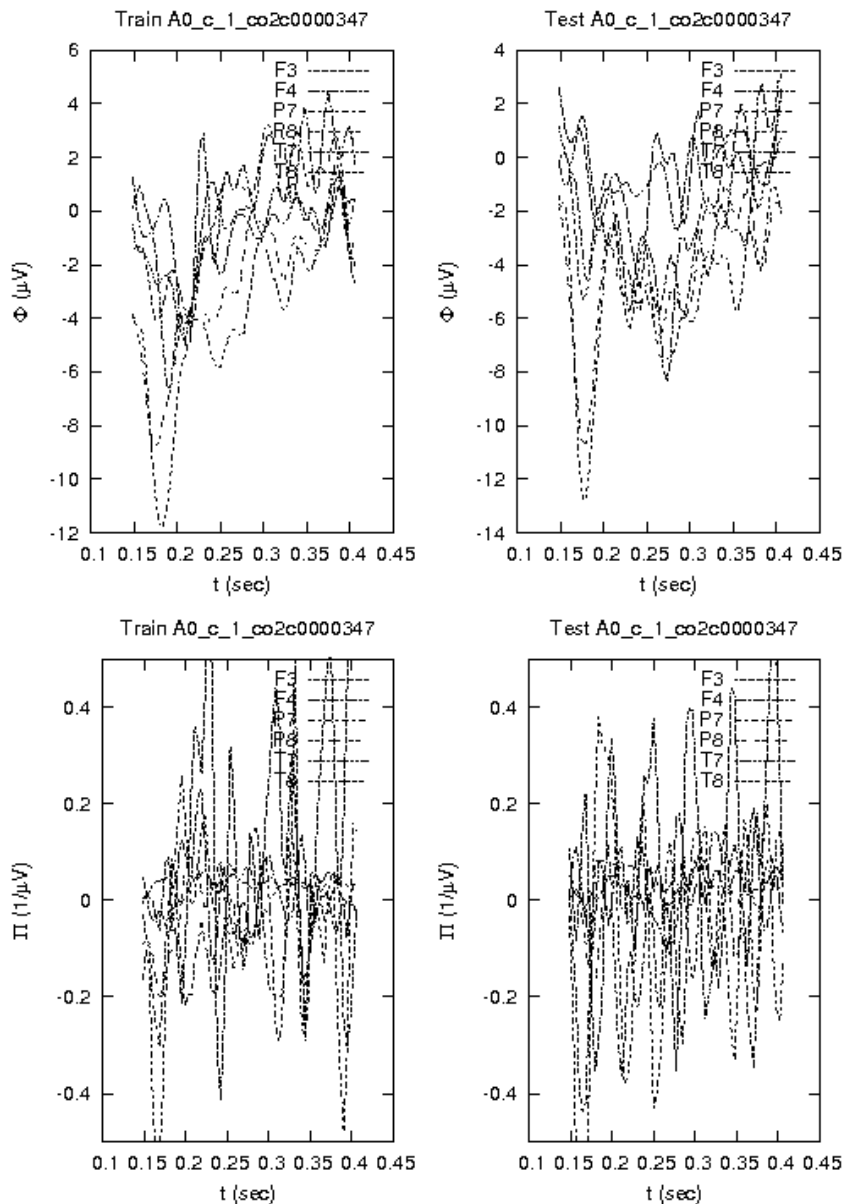 Train A0_c_1_co2c0000347
6
4
2
0
-2
-4
-6
-8
-10
-12
Φ (μV)
F3
F4
P7
P8
T7
T8
0.1 0.15 0.2 0.25 0.3 0.35 0.4 0.45
t (sec)
Test A0_c_1_co2c0000347
4
2
0
-2
-4
-6
-8
-10
-12
-14
Φ (μV)
F3
F4
P7
P8
T7
T8
0.1 0.15 0.2 0.25 0.3 0.35 0.4 0.45
t (sec)
Train A0_c_1_co2c0000347
0.4
0.2
0
-0.2
-0.4
Π (1/μV)
F3
F4
P7
P8
T7
T8
0.1 0.15 0.2 0.25 0.3 0.35 0.4 0.45
t (sec)
Test A0_c_1_co2c0000347
0.4
0.2
0
-0.2
-0.4
Π (1/μV)
F3
F4
P7
P8
T7
T8
0.1 0.15 0.2 0.25 0.3 0.35 0.4 0.45
t (sec)